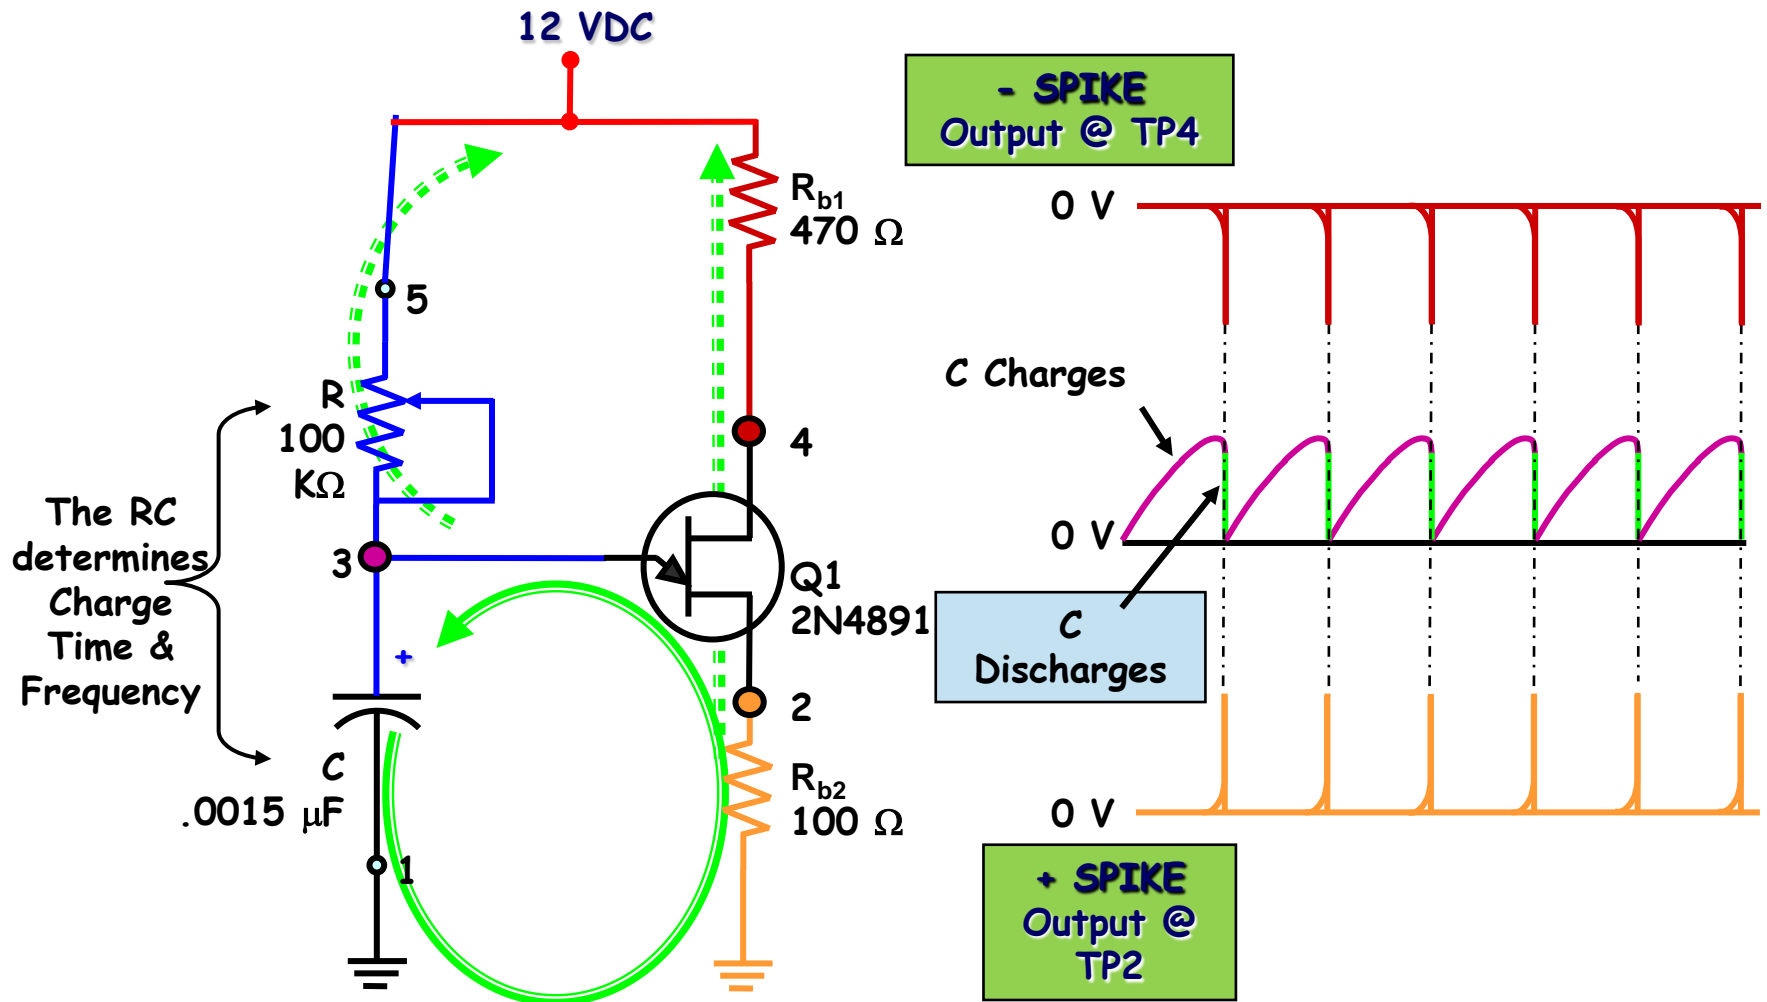 12 VDC
- SPIKE
Output @ TP4
Rb1
470 Ω
0 V
5
C Charges
R
100
KΩ
4
The RC
determines
Charge
Time &
Frequency
3
0 V
Q1
2N4891
C
Discharges
+
2
C
.0015 μF
Rb2
100 Ω
0 V
1
+ SPIKE
Output @
TP2